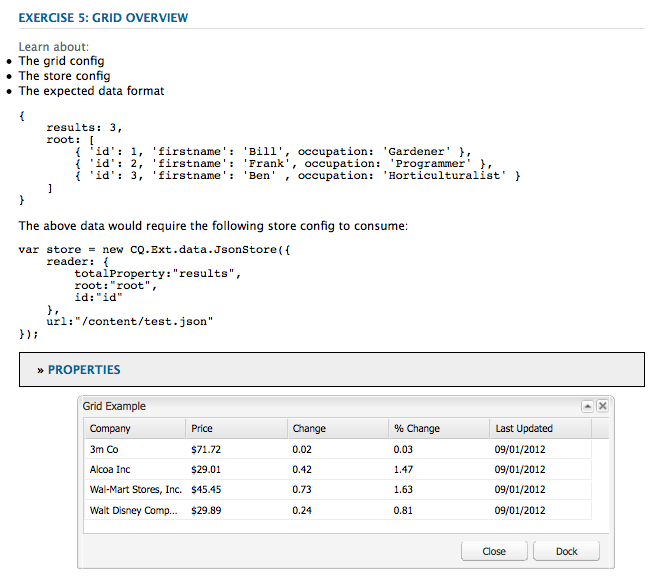 EXERCISE 5: GRID OVERVIEW
Learn about:
• The grid config
• The store config
• The expected data format
{
    results: 3,
    root: [
        { 'id': 1, 'firstname': 'Bill', occupation: 'Gardener' },
        { 'id': 2, 'firstname': 'Frank', occupation: 'Programmer' },
        { 'id': 3, 'firstname': 'Ben' , occupation: 'Horticulturalist' }
    ]
}
The above data would require the following store config to consume:
var store = new CQ.Ext.data.JsonStore({
    reader: {
        totalProperty:"results",
        root:"root",
        id:"id"
    },
    url:"/content/test.json"
});
» PROPERTIES
Grid Example
Company Price Change % Change Last Updated
3m Co $71.72 0.02 0.03 09/01/2012
Alcoa Inc $29.01 0.42 1.47 09/01/2012
Wal-Mart Stores, Inc. $45.45 0.73 1.63 09/01/2012
Walt Disney Comp... $29.89 0.24 0.81 09/01/2012
Close Dock